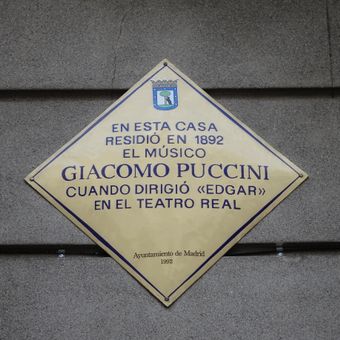 EN ESTA CASA
RESIDIÓ EN 1892
EL MÚSICO
GIACOMO PUCCINI
CUANDO DIRIGIÓ «EDGAR»
EN EL TEATRO REAL
Ayuntamiento de Madrid
1992